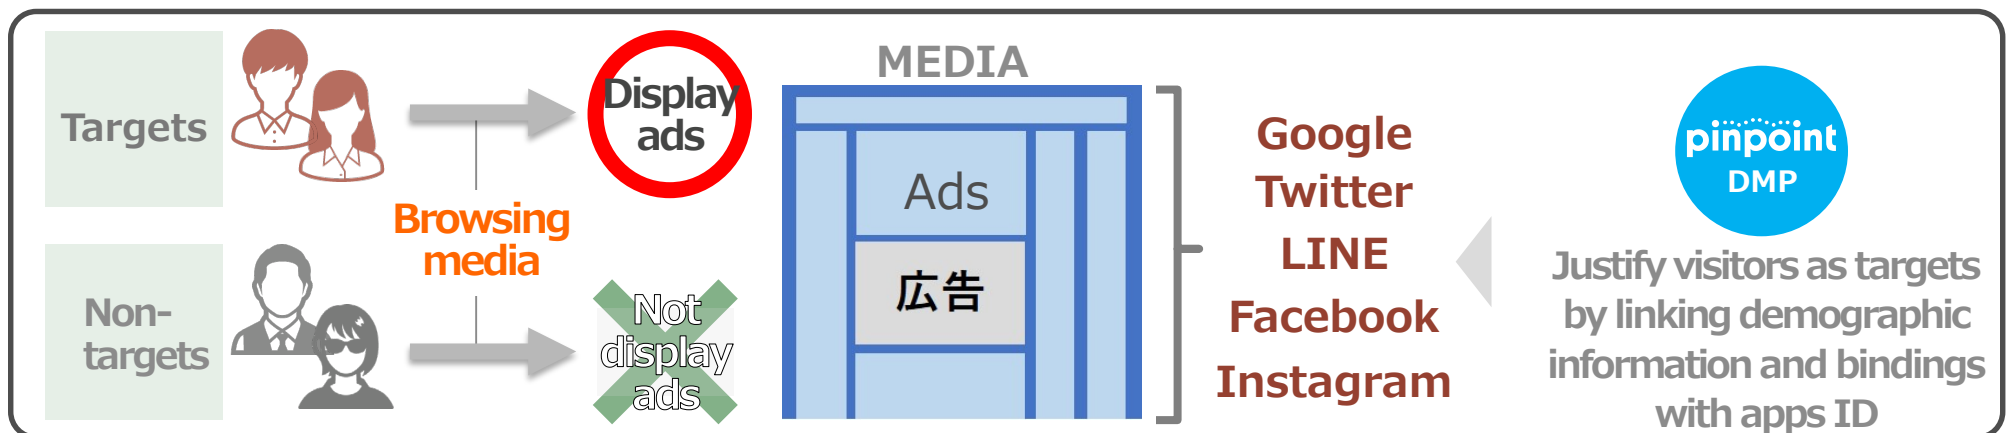 Targets
Non-
targets
Browsing
media
Display
ads
Not
display
ads
MEDIA
Ads
広告
Google
Twitter
LINE
Facebook
Instagram
pinpoint
DMP
Justify visitors as targets
by linking demographic
information and bindings
with apps ID